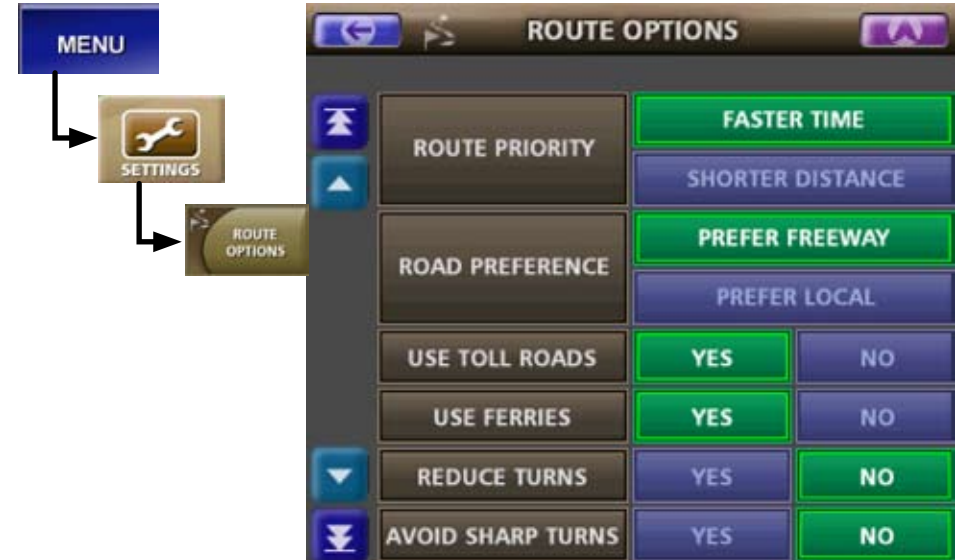 MENU
SETTINGS
ROUTE
OPTIONS
ROUTE OPTIONS
ROUTE PRIORITY
FASTER TIME
SHORTER DISTANCE
ROAD PREFERENCE
PREFER FREEWAY
PREFER LOCAL
USE TOLL ROADS YES NO
USE FERRIES YES NO
REDUCE TURNS YES NO
AVOID SHARP TURNS YES NO